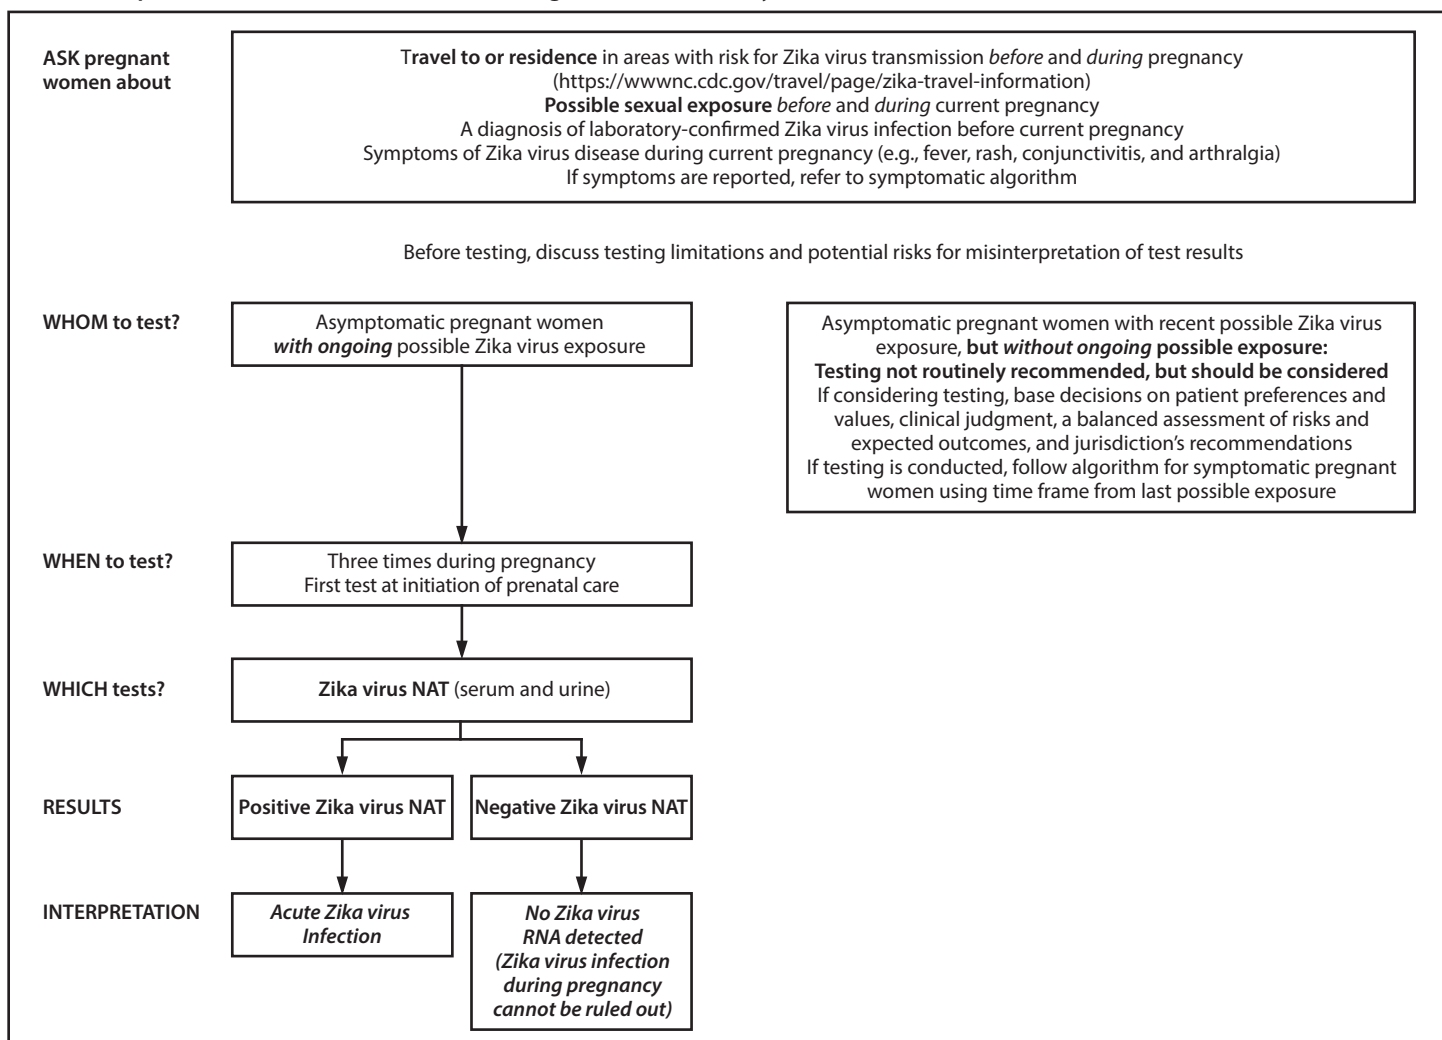 ASK pregnant
women about
Travel to or residence in areas with risk for Zika virus transmission before and during pregnancy
(https://wwwnc.cdc.gov/travel/page/zika-travel-information)
Possible sexual exposure before and during current pregnancy
A diagnosis of laboratory-confirmed Zika virus infection before current pregnancy
Symptoms of Zika virus disease during current pregnancy (e.g., fever, rash, conjunctivitis, and arthralgia)
If symptoms are reported, refer to symptomatic algorithm
Before testing, discuss testing limitations and potential risks for misinterpretation of test results
WHOM to test?
Asymptomatic pregnant women
with ongoing possible Zika virus exposure
Asymptomatic pregnant women with recent possible Zika virus
exposure, but without ongoing possible exposure:
Testing not routinely recommended, but should be considered
If considering testing, base decisions on patient preferences and
values, clinical judgment, a balanced assessment of risks and
expected outcomes, and jurisdiction's recommendations
If testing is conducted, follow algorithm for symptomatic pregnant
women using time frame from last possible exposure
WHEN to test?
Three times during pregnancy
First test at initiation of prenatal care
WHICH tests?
Zika virus NAT (serum and urine)
RESULTS
Positive Zika virus NAT
Negative Zika virus NAT
INTERPRETATION
Acute Zika virus
Infection
No Zika virus
RNA detected
(Zika virus infection
during pregnancy
cannot be ruled out)